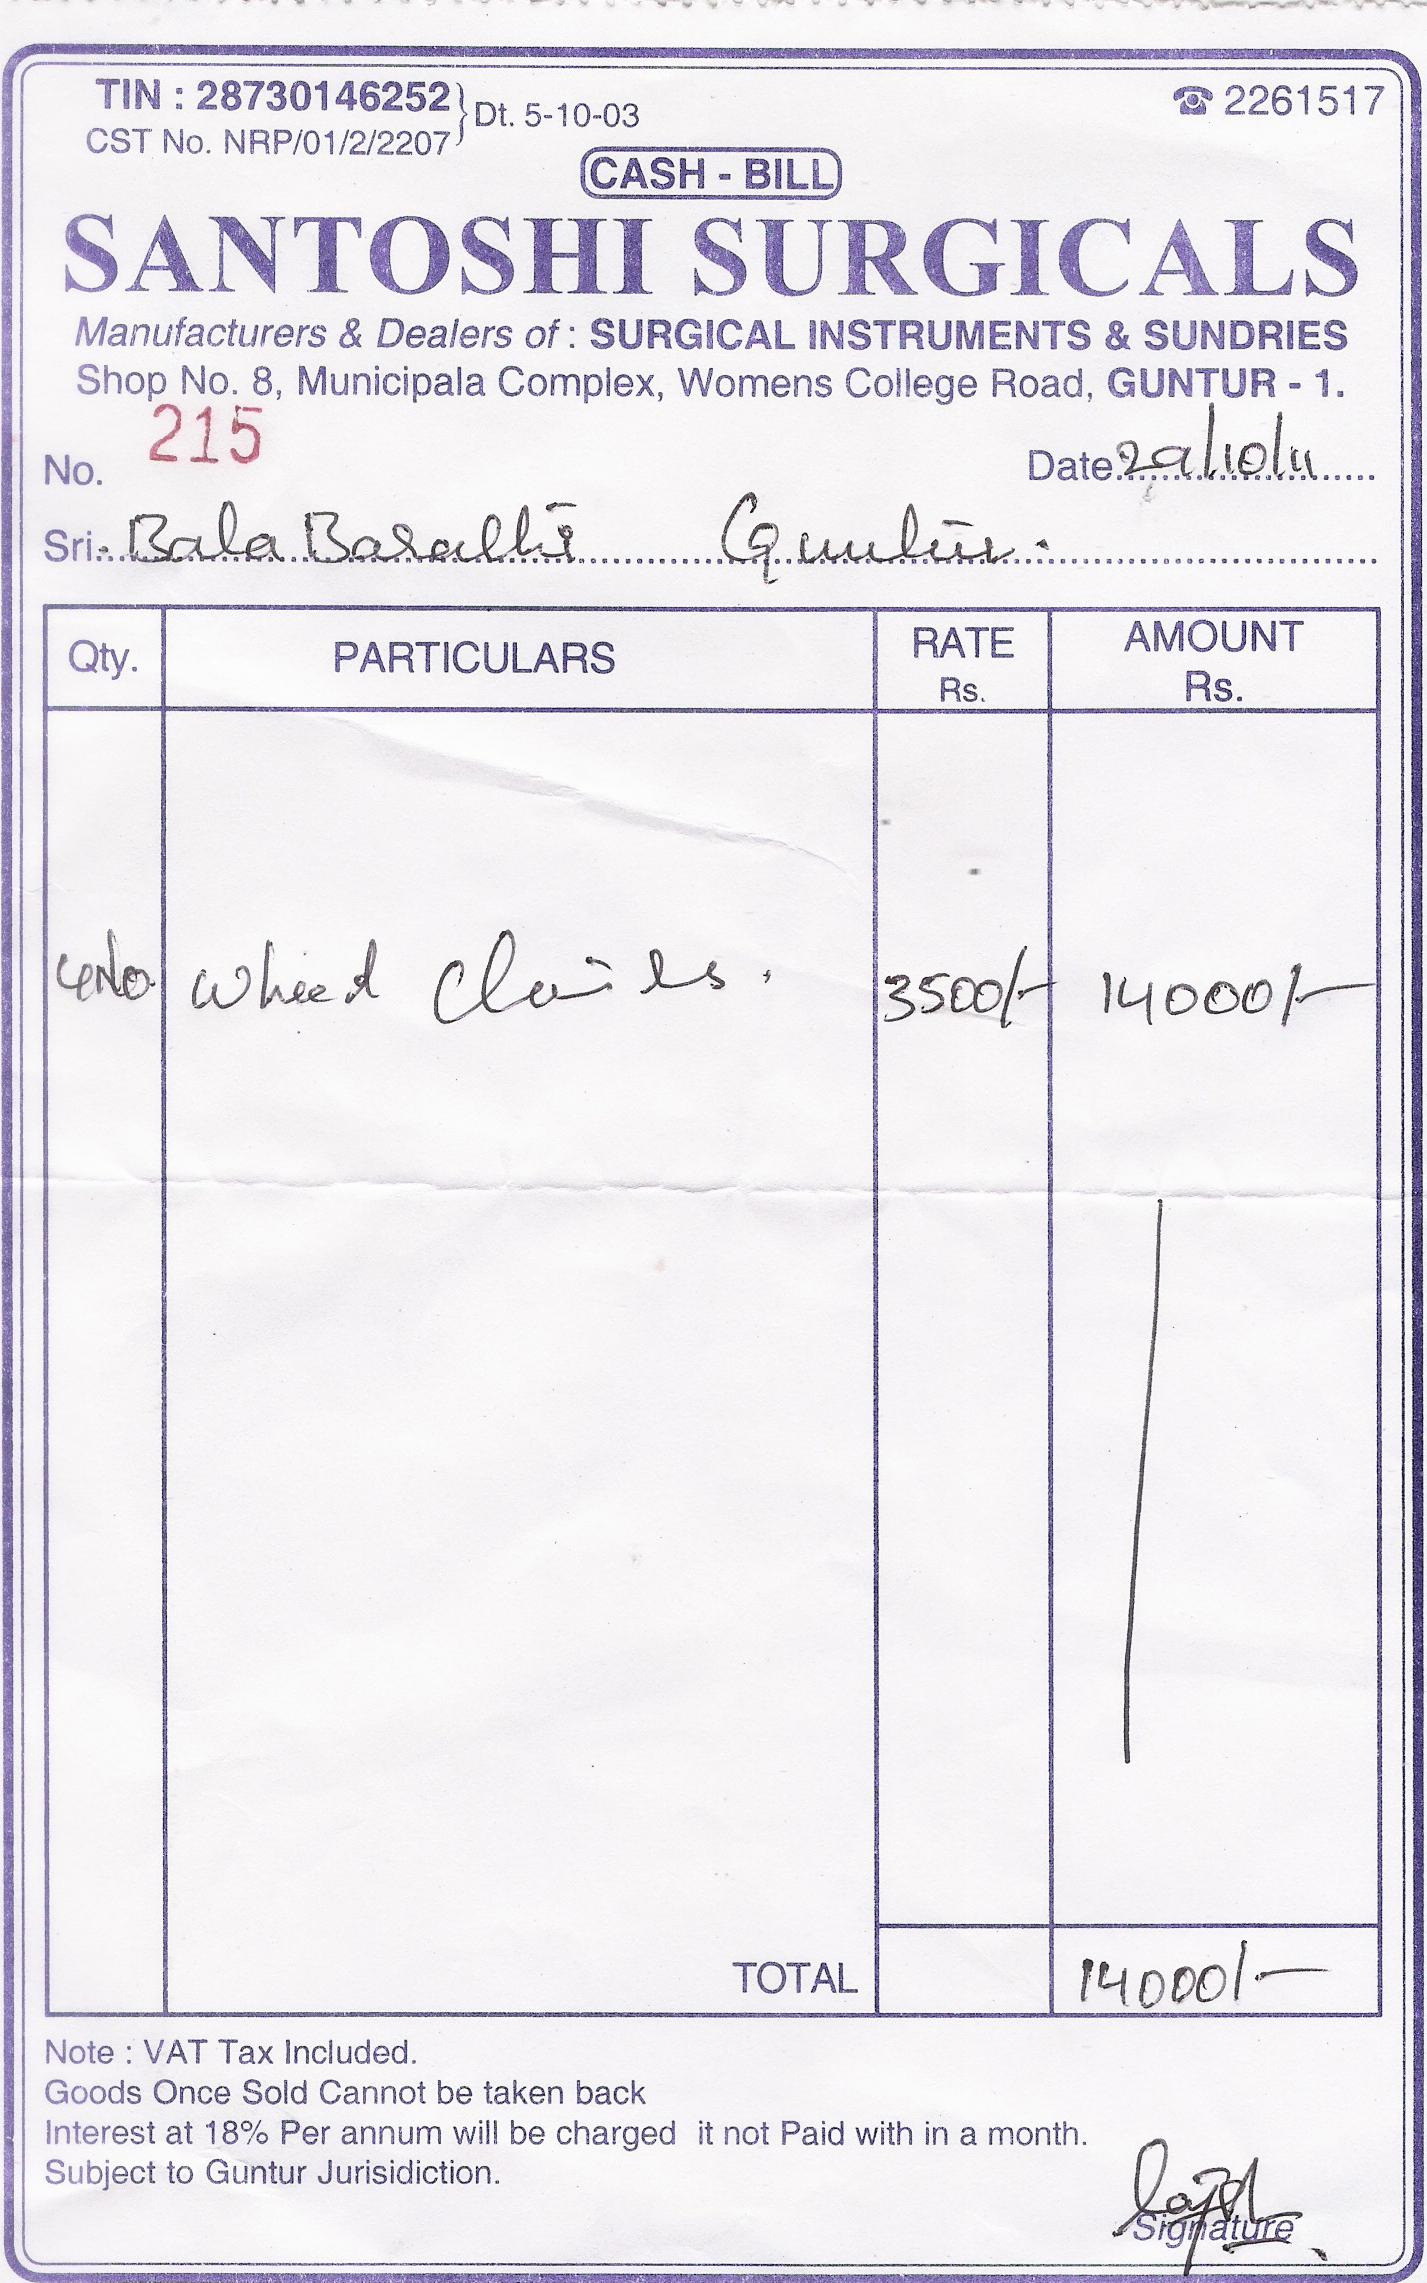 TIN : 28730146252
CST No. NRP/01/2/2207
Dt. 5-10-03
☎ 2261517
CASH - BILL
SANTOSHI SURGICALS
Manufacturers & Dealers of : SURGICAL INSTRUMENTS & SUNDRIES
Shop No. 8, Municipala Complex, Womens College Road, GUNTUR - 1.
No. 215
Date 29/10/11
Sri. Bala Barathi Guntur.
Qty. PARTICULARS RATE Rs. AMOUNT Rs.
4No. Wheel Chairs. 3500/- 14000/-
TOTAL 14000/-
Note : VAT Tax Included.
Goods Once Sold Cannot be taken back
Interest at 18% Per annum will be charged it not Paid with in a month.
Subject to Guntur Jurisidiction.
Signature